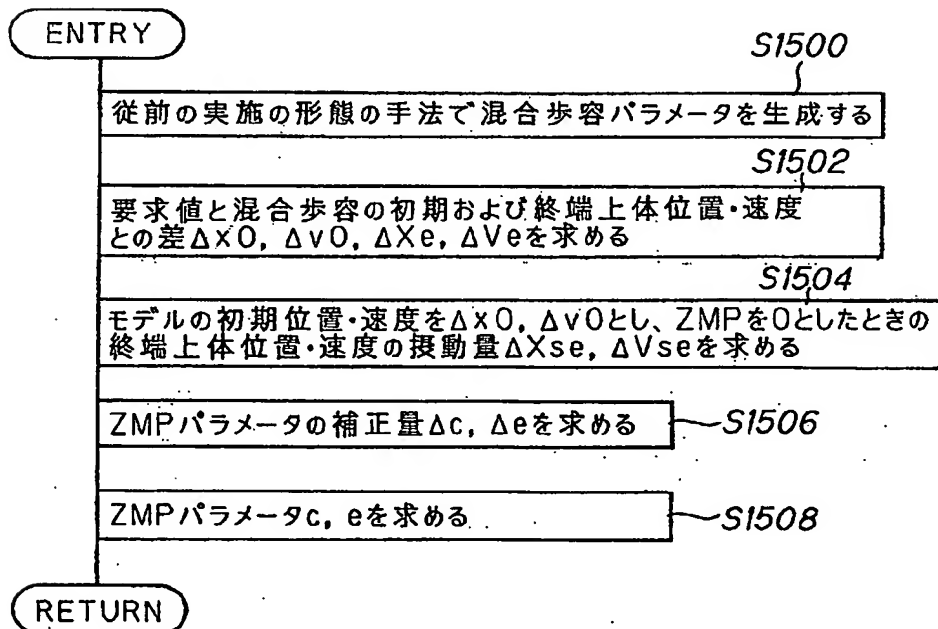 ENTRY
S1500
従前の実施の形態の手法で混合歩容パラメータを生成する
S1502
要求値と混合歩容の初期および終端上体位置・速度
との差Δx0, Δv0, ΔXe, ΔVeを求める
S1504
モデルの初期位置・速度をΔx0, Δv0とし、ZMPを0としたときの
終端上体位置・速度の摂動量ΔXse, ΔVseを求める
ZMPパラメータの補正量Δc, Δeを求める
S1506
ZMPパラメータc, eを求める
S1508
RETURN